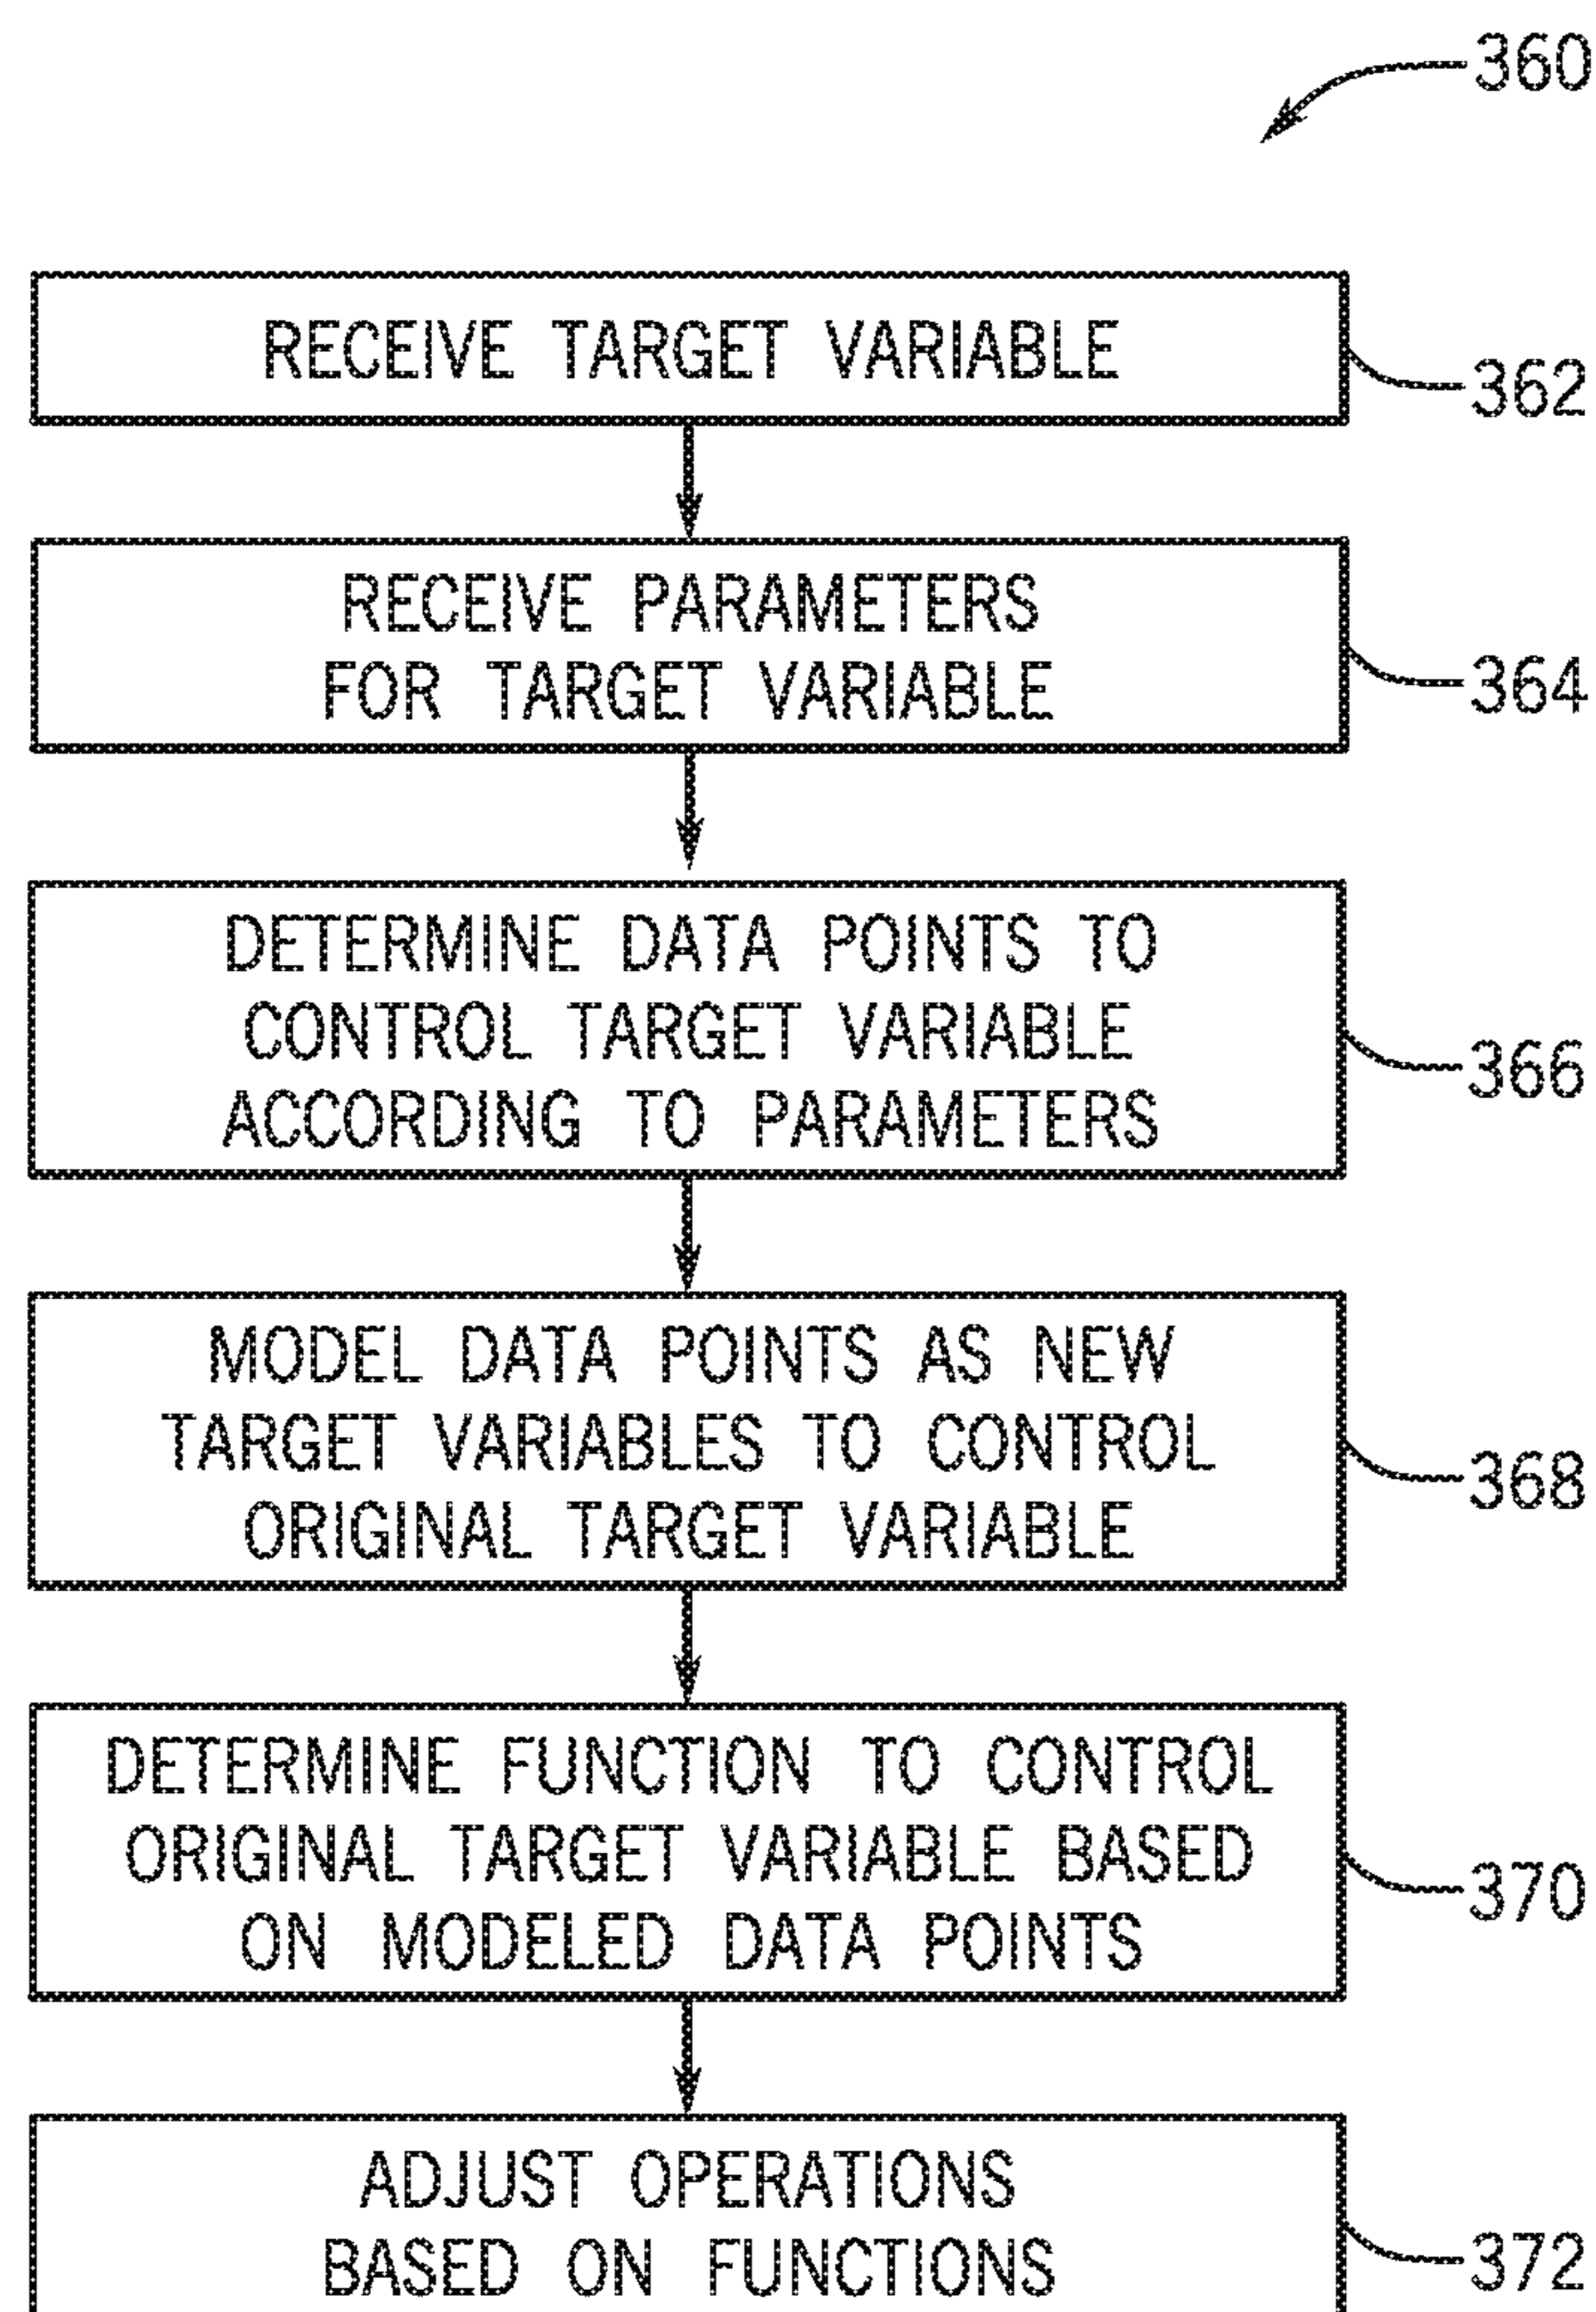 360
RECEIVE TARGET VARIABLE
362
RECEIVE PARAMETERS
FOR TARGET VARIABLE
364
DETERMINE DATA POINTS TO
CONTROL TARGET VARIABLE
ACCORDING TO PARAMETERS
366
MODEL DATA POINTS AS NEW
TARGET VARIABLES TO CONTROL
ORIGINAL TARGET VARIABLE
368
DETERMINE FUNCTION TO CONTROL
ORIGINAL TARGET VARIABLE BASED
ON MODELED DATA POINTS
370
ADJUST OPERATIONS
BASED ON FUNCTIONS
372